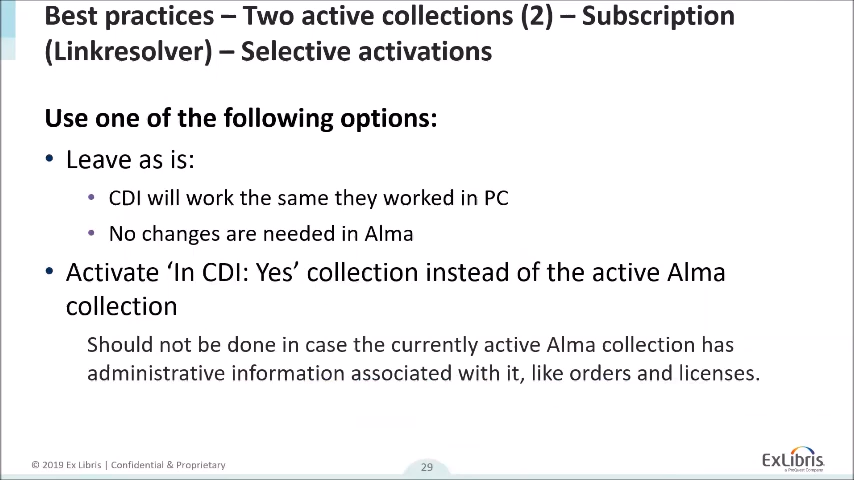 Best practices – Two active collections (2) – Subscription
(Linkresolver) – Selective activations
Use one of the following options:
• Leave as is:
• CDI will work the same they worked in PC
• No changes are needed in Alma
• Activate ‘In CDI: Yes’ collection instead of the active Alma
collection
Should not be done in case the currently active Alma collection has
administrative information associated with it, like orders and licenses.
© 2019 Ex Libris | Confidential & Proprietary
29
ExLibris
a ProQuest Company